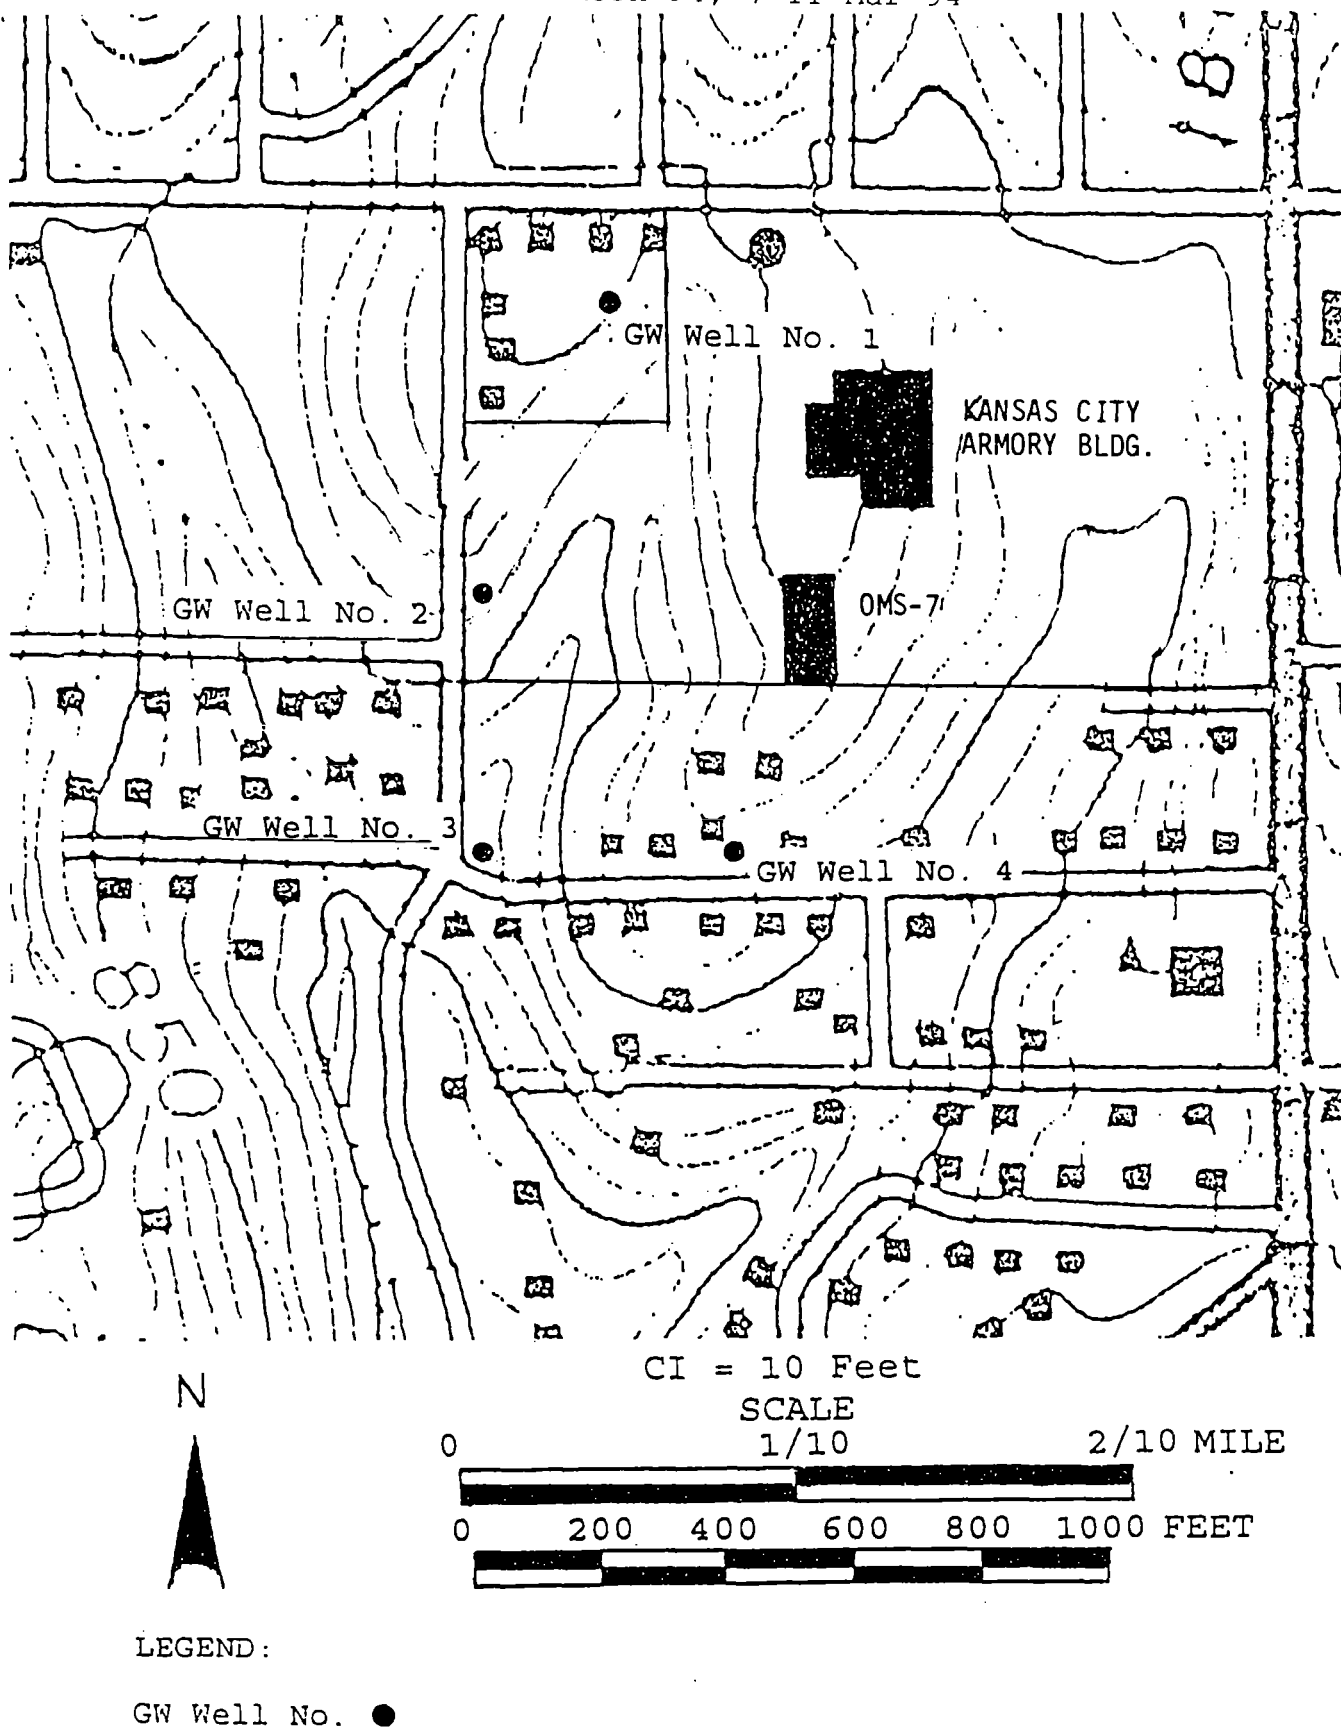 18
GW Well No. 1
KANSAS CITY
ARMORY BLDG.
GW Well No. 2
OMS-7
GW Well No. 3
GW Well No. 4
850
CI = 10 Feet
N
SCALE
0 1/10 2/10 MILE
0 200 400 600 800 1000 FEET
LEGEND:
GW Well No.